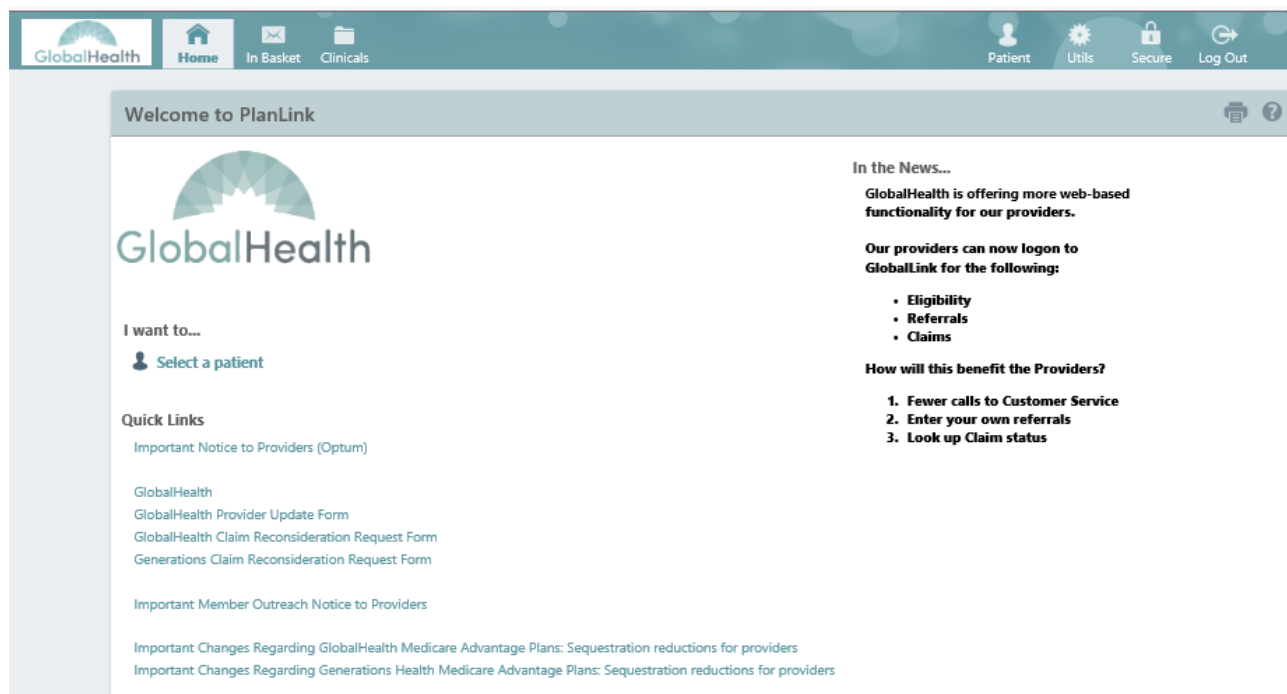 GlobalHealth
Home
In Basket
Clinicals
Patient
Utils
Secure
Log Out
Welcome to PlanLink
GlobalHealth
I want to...
Select a patient
Quick Links
Important Notice to Providers (Optum)
GlobalHealth
GlobalHealth Provider Update Form
GlobalHealth Claim Reconsideration Request Form
Generations Claim Reconsideration Request Form
Important Member Outreach Notice to Providers
Important Changes Regarding GlobalHealth Medicare Advantage Plans: Sequestration reductions for providers
Important Changes Regarding Generations Health Medicare Advantage Plans: Sequestration reductions for providers
In the News...
GlobalHealth is offering more web-based
functionality for our providers.
Our providers can now logon to
GlobalLink for the following:
• Eligibility
• Referrals
• Claims
How will this benefit the Providers?
1. Fewer calls to Customer Service
2. Enter your own referrals
3. Look up Claim status